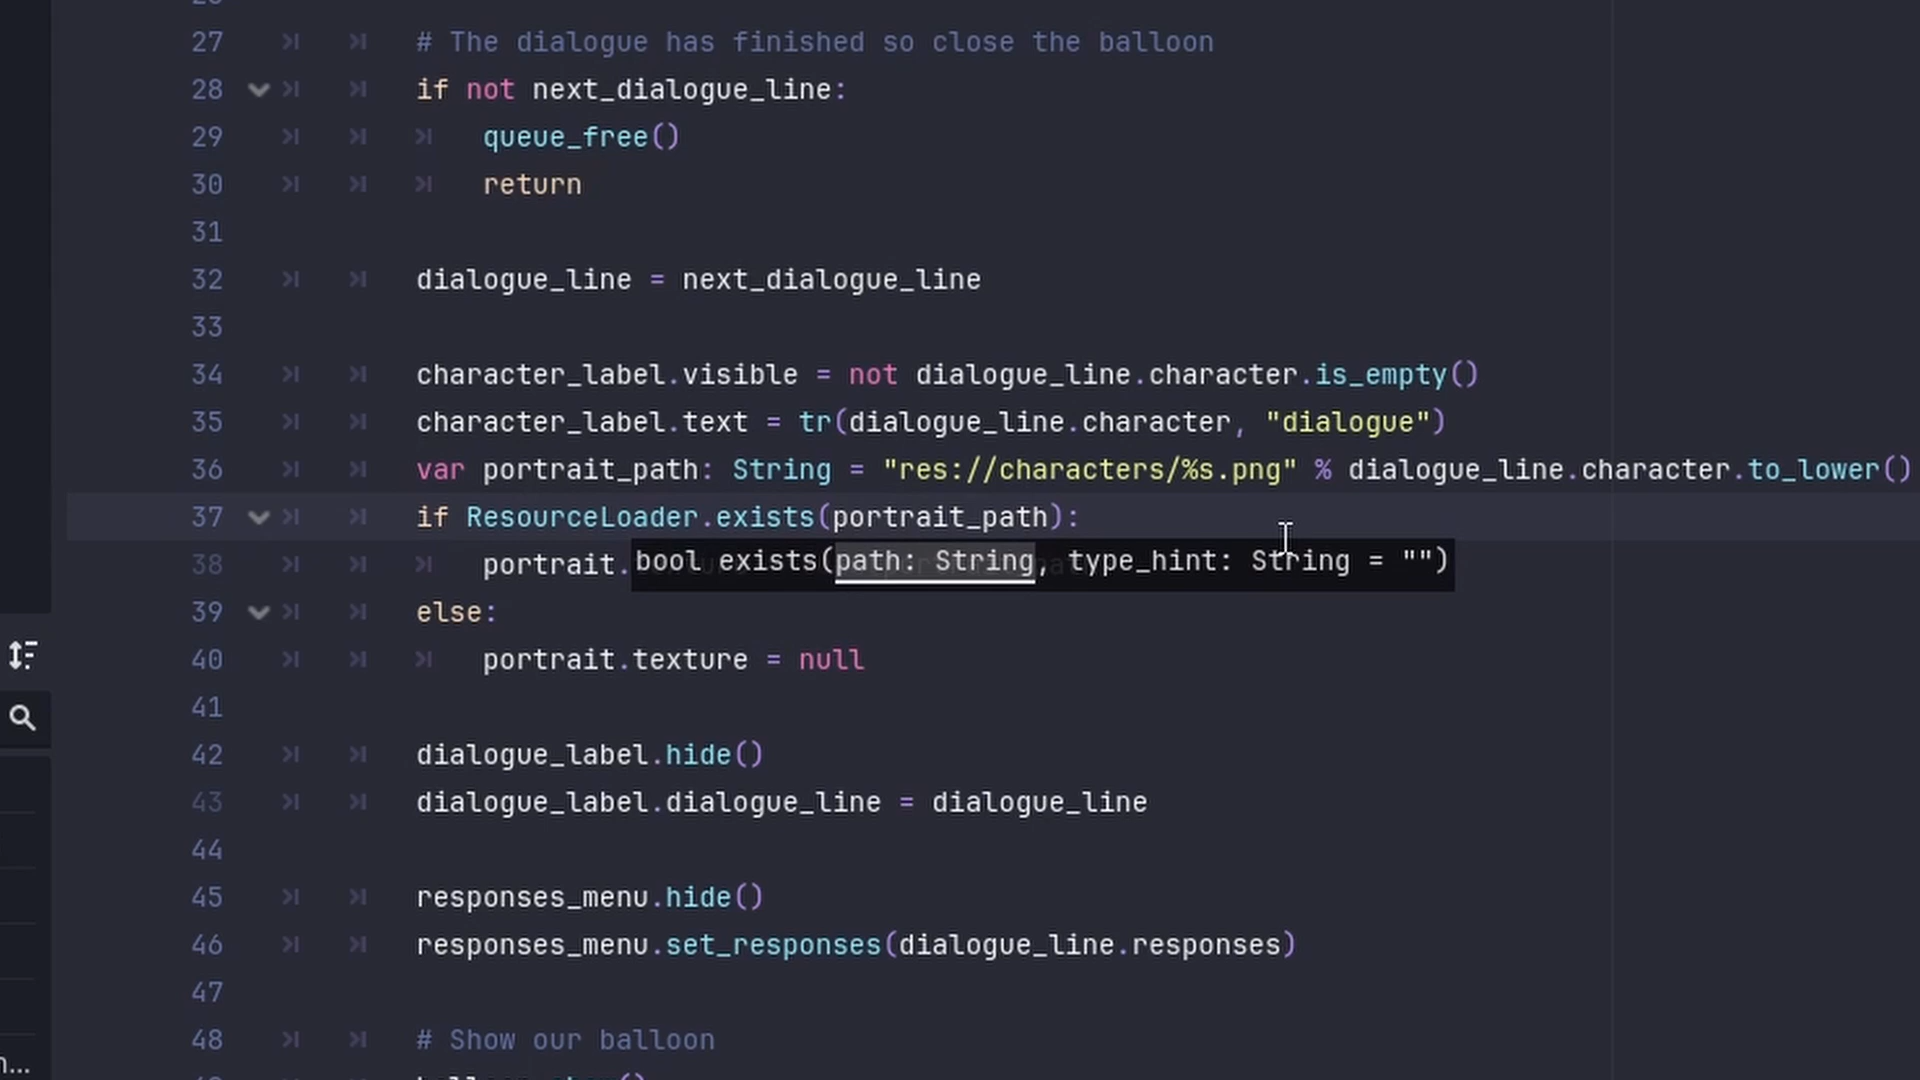 27 # The dialogue has finished so close the balloon
28 if not next_dialogue_line:
29 queue_free()
30 return
31
32 dialogue_line = next_dialogue_line
33
34 character_label.visible = not dialogue_line.character.is_empty()
35 character_label.text = tr(dialogue_line.character, "dialogue")
36 var portrait_path: String = "res://characters/%s.png" % dialogue_line.character.to_lower()
37 if ResourceLoader.exists(portrait_path):
38 portrait.
bool exists(path: String, type_hint: String = "")
39 else:
40 portrait.texture = null
41
42 dialogue_label.hide()
43 dialogue_label.dialogue_line = dialogue_line
44
45 responses_menu.hide()
46 responses_menu.set_responses(dialogue_line.responses)
47
48 # Show our balloon